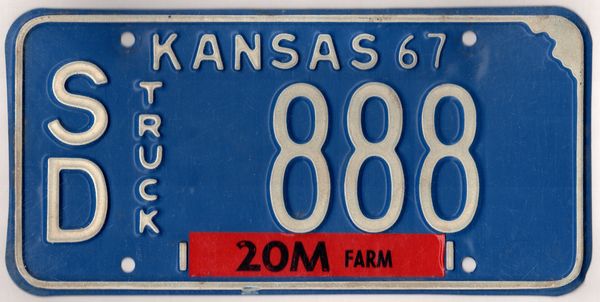 KANSAS 67
SD
TRUCK
888
20M FARM